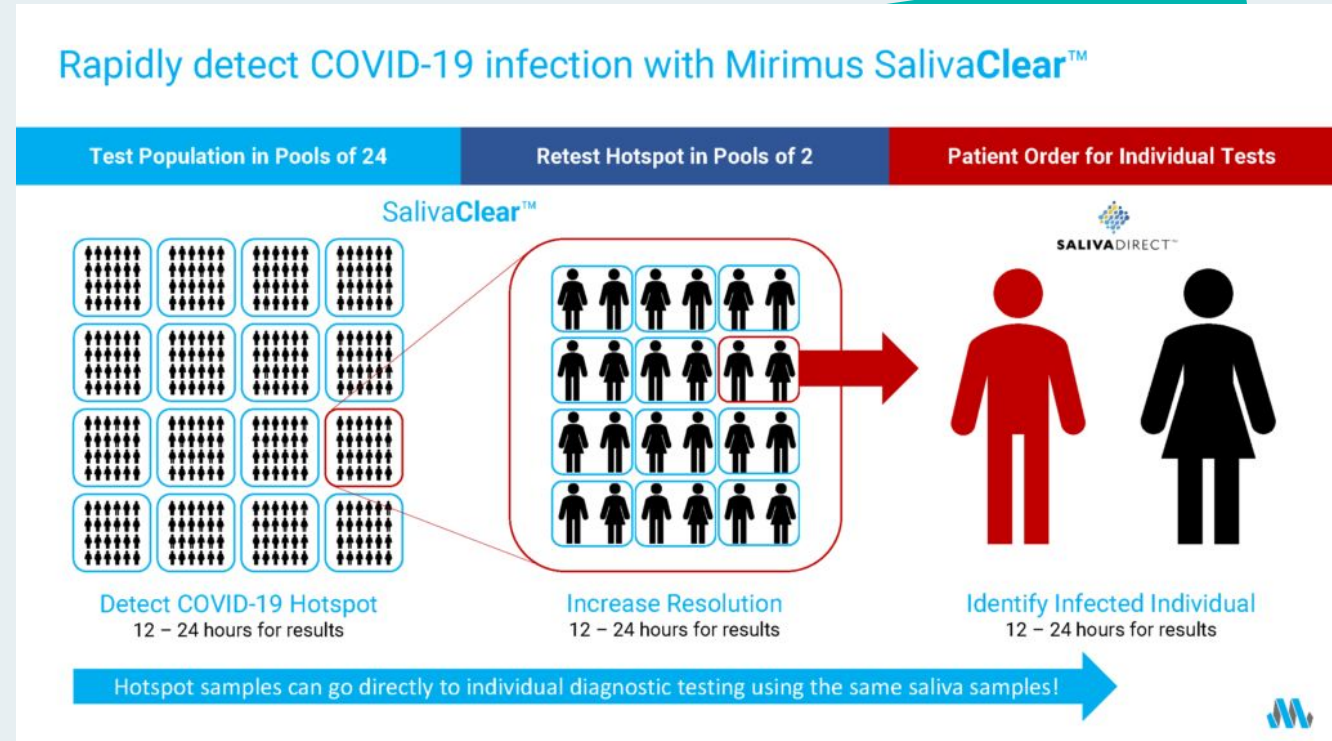 Rapidly detect COVID-19 infection with Mirimus SalivaClear™
Test Population in Pools of 24
Retest Hotspot in Pools of 2
Patient Order for Individual Tests
SalivaClear™
SALIVADIRECT™
Detect COVID-19 Hotspot
12 – 24 hours for results
Increase Resolution
12 – 24 hours for results
Identify Infected Individual
12 – 24 hours for results
Hotspot samples can go directly to individual diagnostic testing using the same saliva samples!